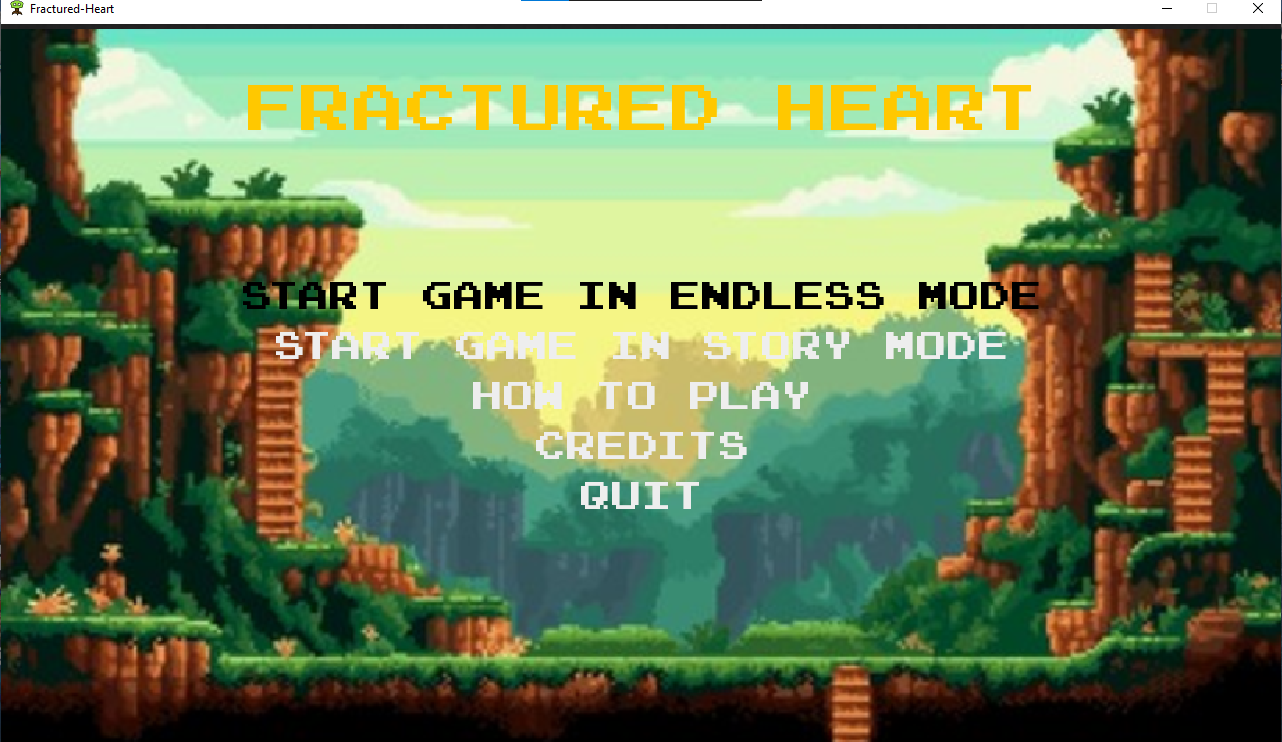 Fractured-Heart
FRACTURED HEART
START GAME IN ENDLESS MODE
START GAME IN STORY MODE
HOW TO PLAY
CREDITS
QUIT